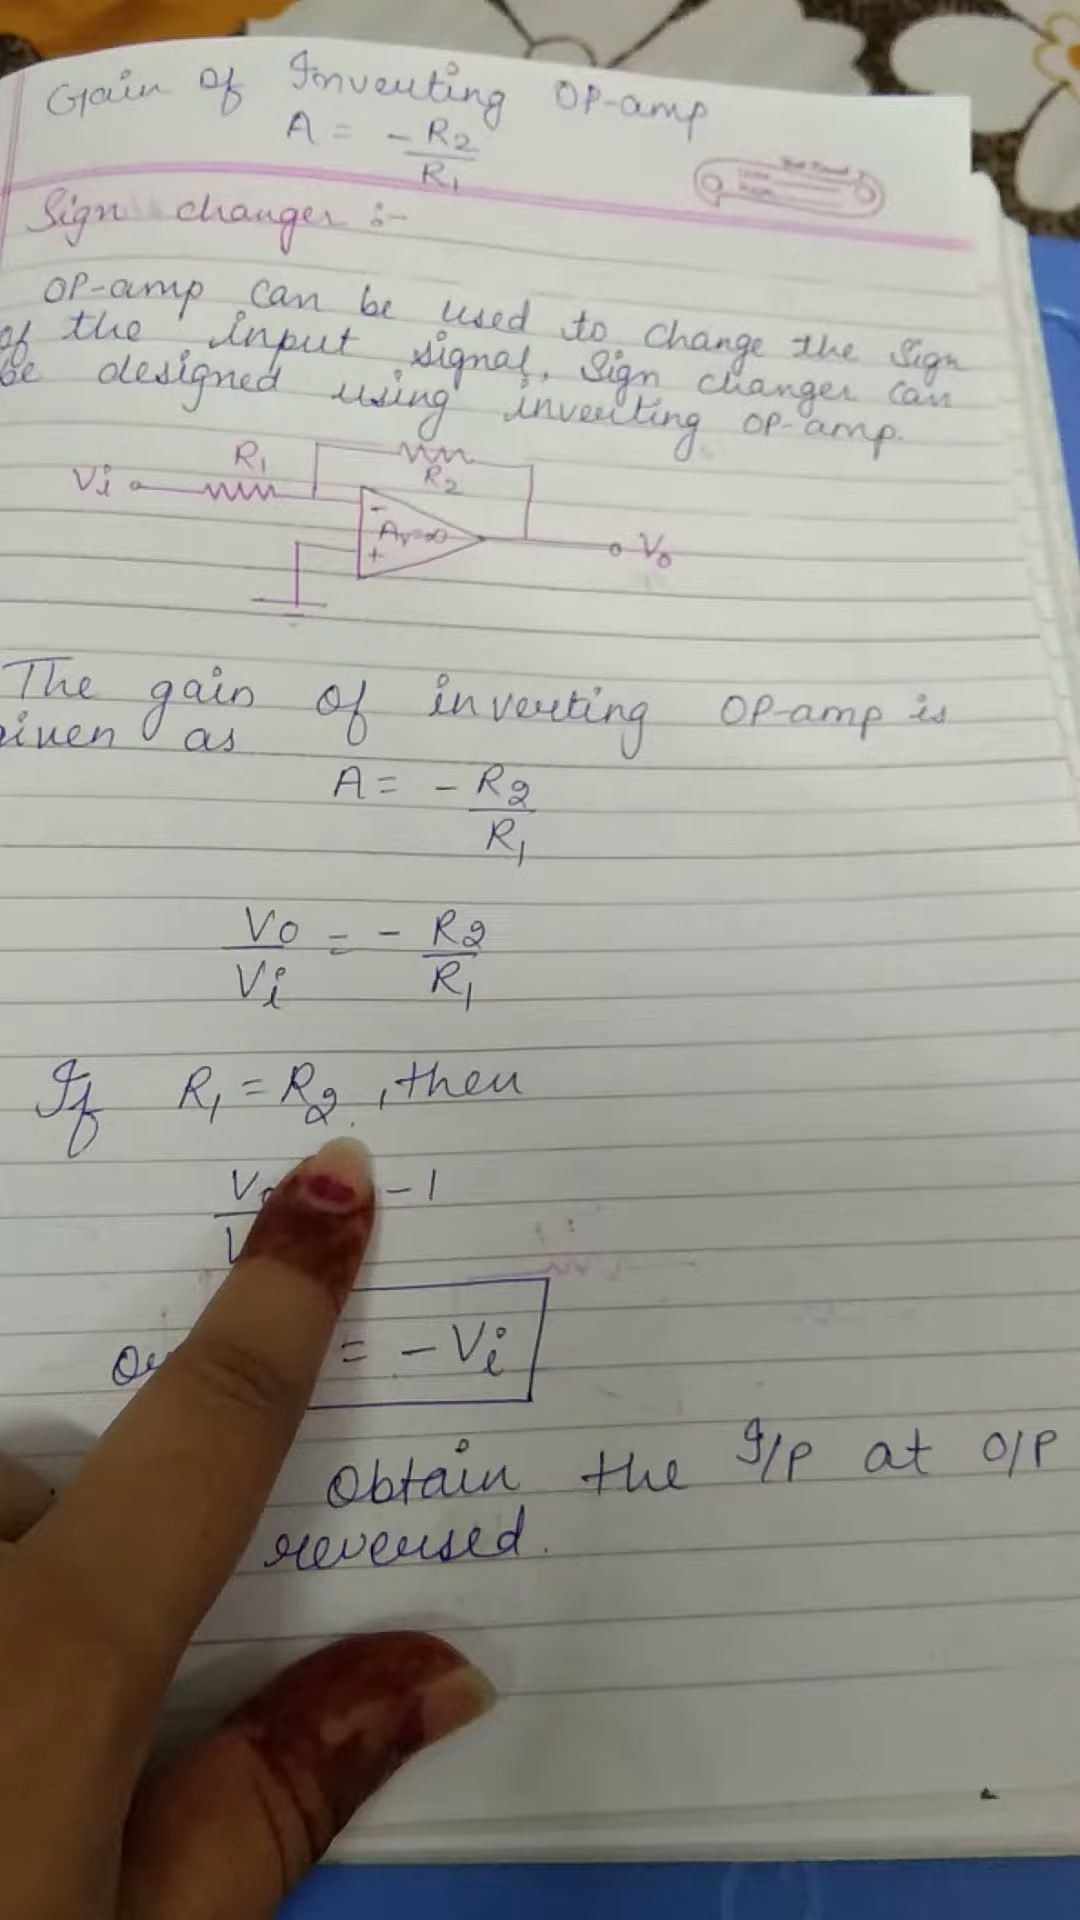 Gain of Inverting OP-amp
A = -R2
R1
Sign changer :-
OP-amp can be used to change the sign
of the input signal. Sign changer can
be designed using inverting OP-amp.
R1
R2
Vi
-
Av=∞
+
Vo
The gain of inverting OP-amp is
given as
A = - R2
R1
Vo = - R2
Vi R1
If R1 = R2, then
-1
= -Vi
Obtain the I/P at O/P
reversed.